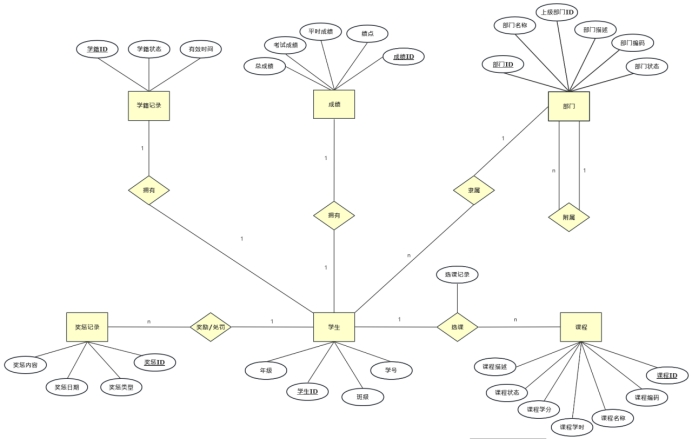 上级部门ID
部门名称
部门描述
部门编码
部门ID
部门状态
学籍ID
学籍状态
有效时间
平时成绩
考试成绩
绩点
总成绩
成绩ID
学籍记录
成绩
部门
1
1
1
n
1
拥有
拥有
隶属
附属
1
1
n
选课记录
奖惩记录
n
奖励/处罚
1
学生
1
选课
n
课程
奖惩内容
奖惩日期
奖惩类型
奖惩ID
年级
学生ID
班级
学号
课程描述
课程状态
课程学分
课程学时
课程名称
课程编码
课程ID